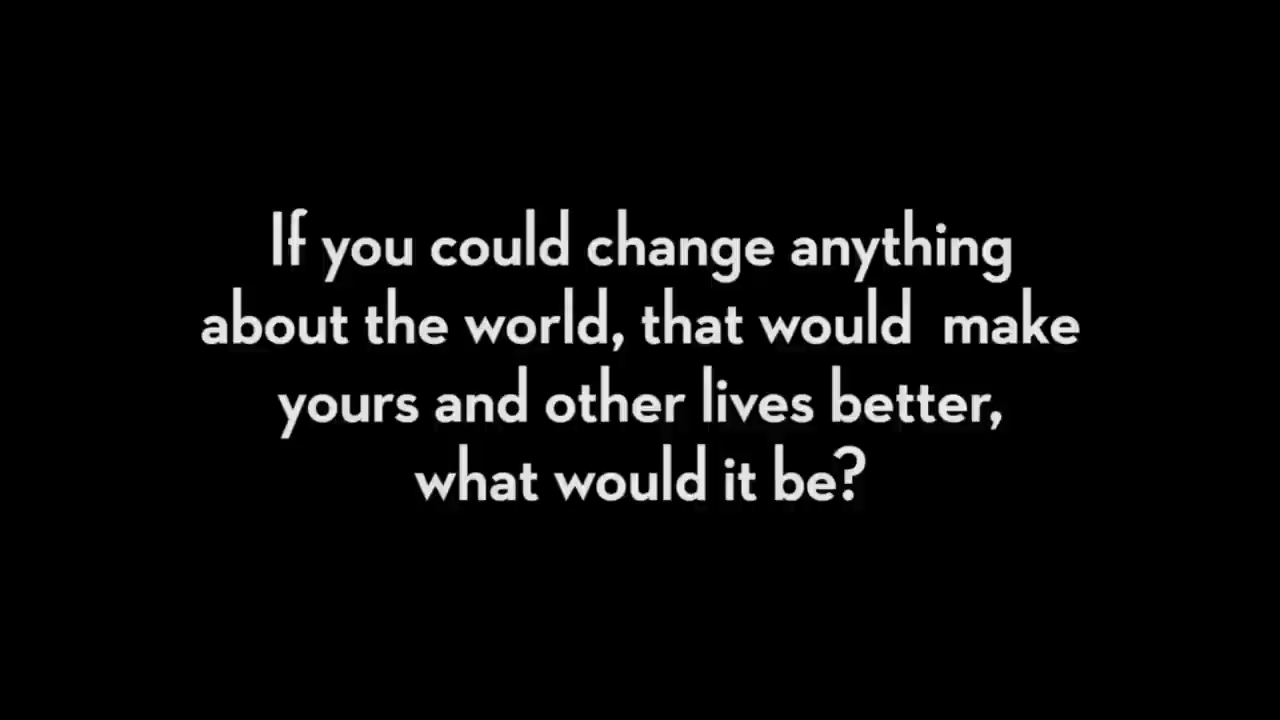 If you could change anything
about the world, that would  make
yours and other lives better,
what would it be?